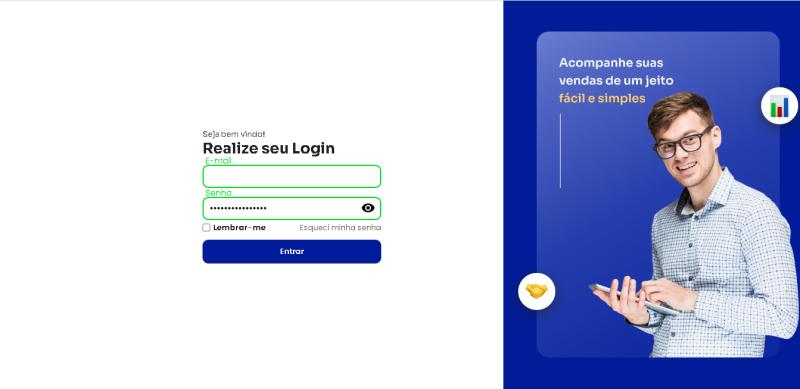 Seja bem vindo!
Realize seu Login
E-mail
Senha
••••••••••••••••
Lembrar-me
Esqueci minha senha
Entrar
Acompanhe suas
vendas de um jeito
fácil e simples